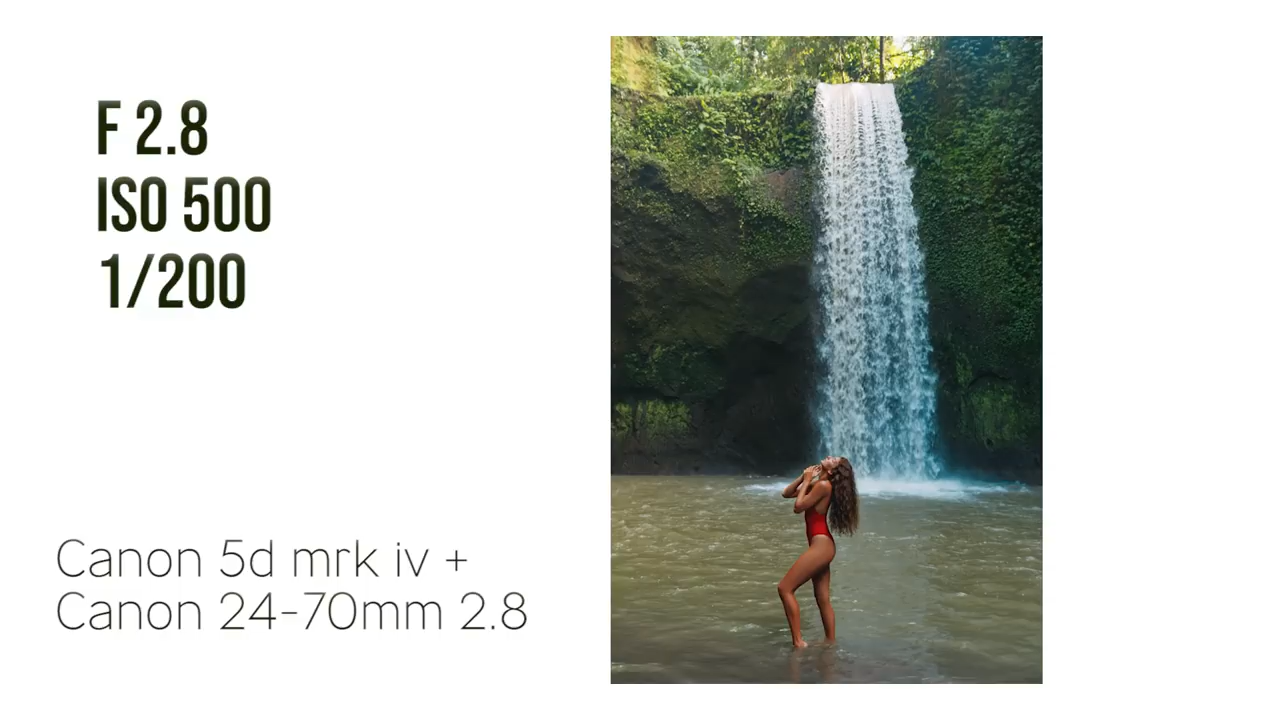 F 2.8
ISO 500
1/200
Canon 5d mrk iv +
Canon 24-70mm 2.8